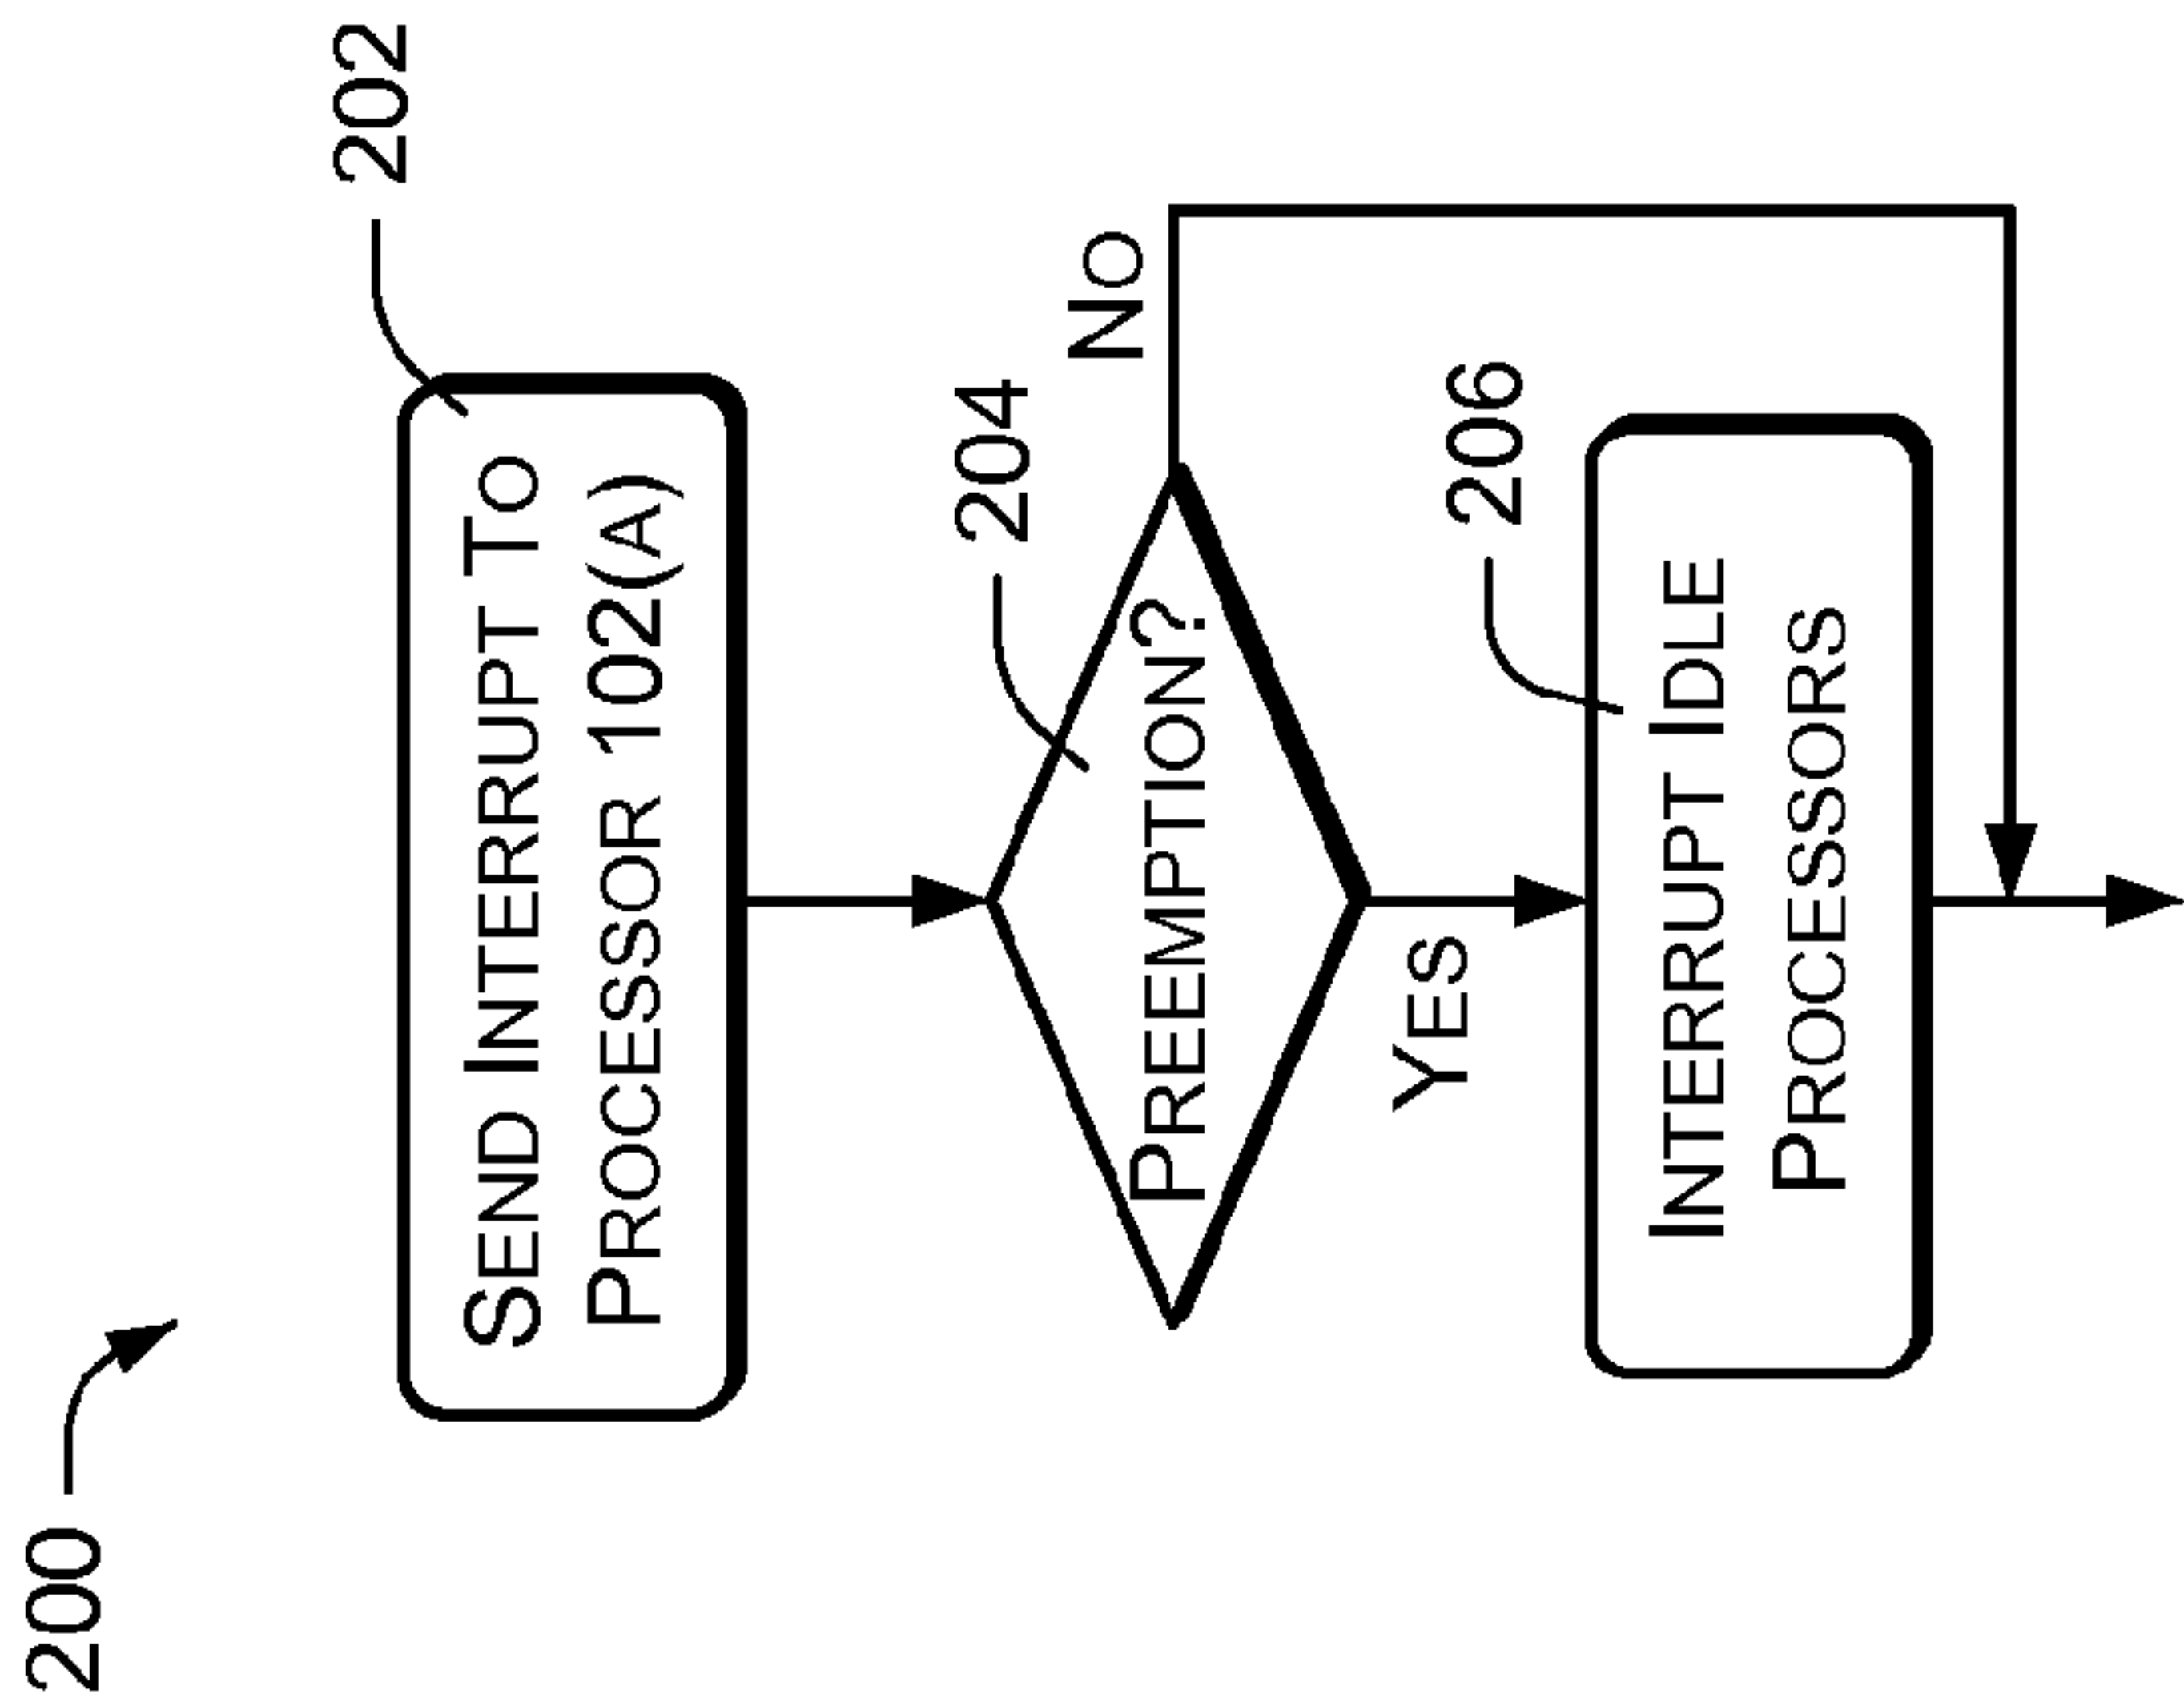 200
202
SEND INTERRUPT TO
PROCESSOR 102(A)
204
PREEMPTION?
NO
YES
206
INTERRUPT IDLE
PROCESSORS